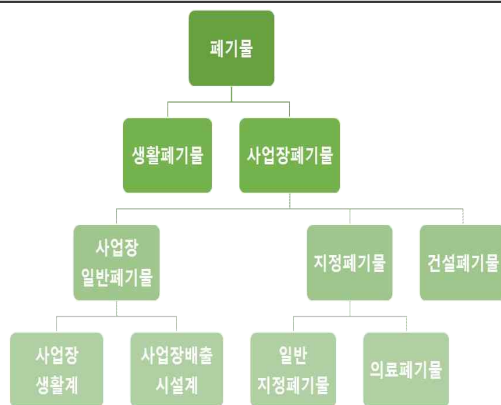 폐기물
생활폐기물
사업장폐기물
사업장
일반폐기물
지정폐기물
건설폐기물
사업장
생활계
사업장배출
시설계
일반
지정폐기물
의료폐기물